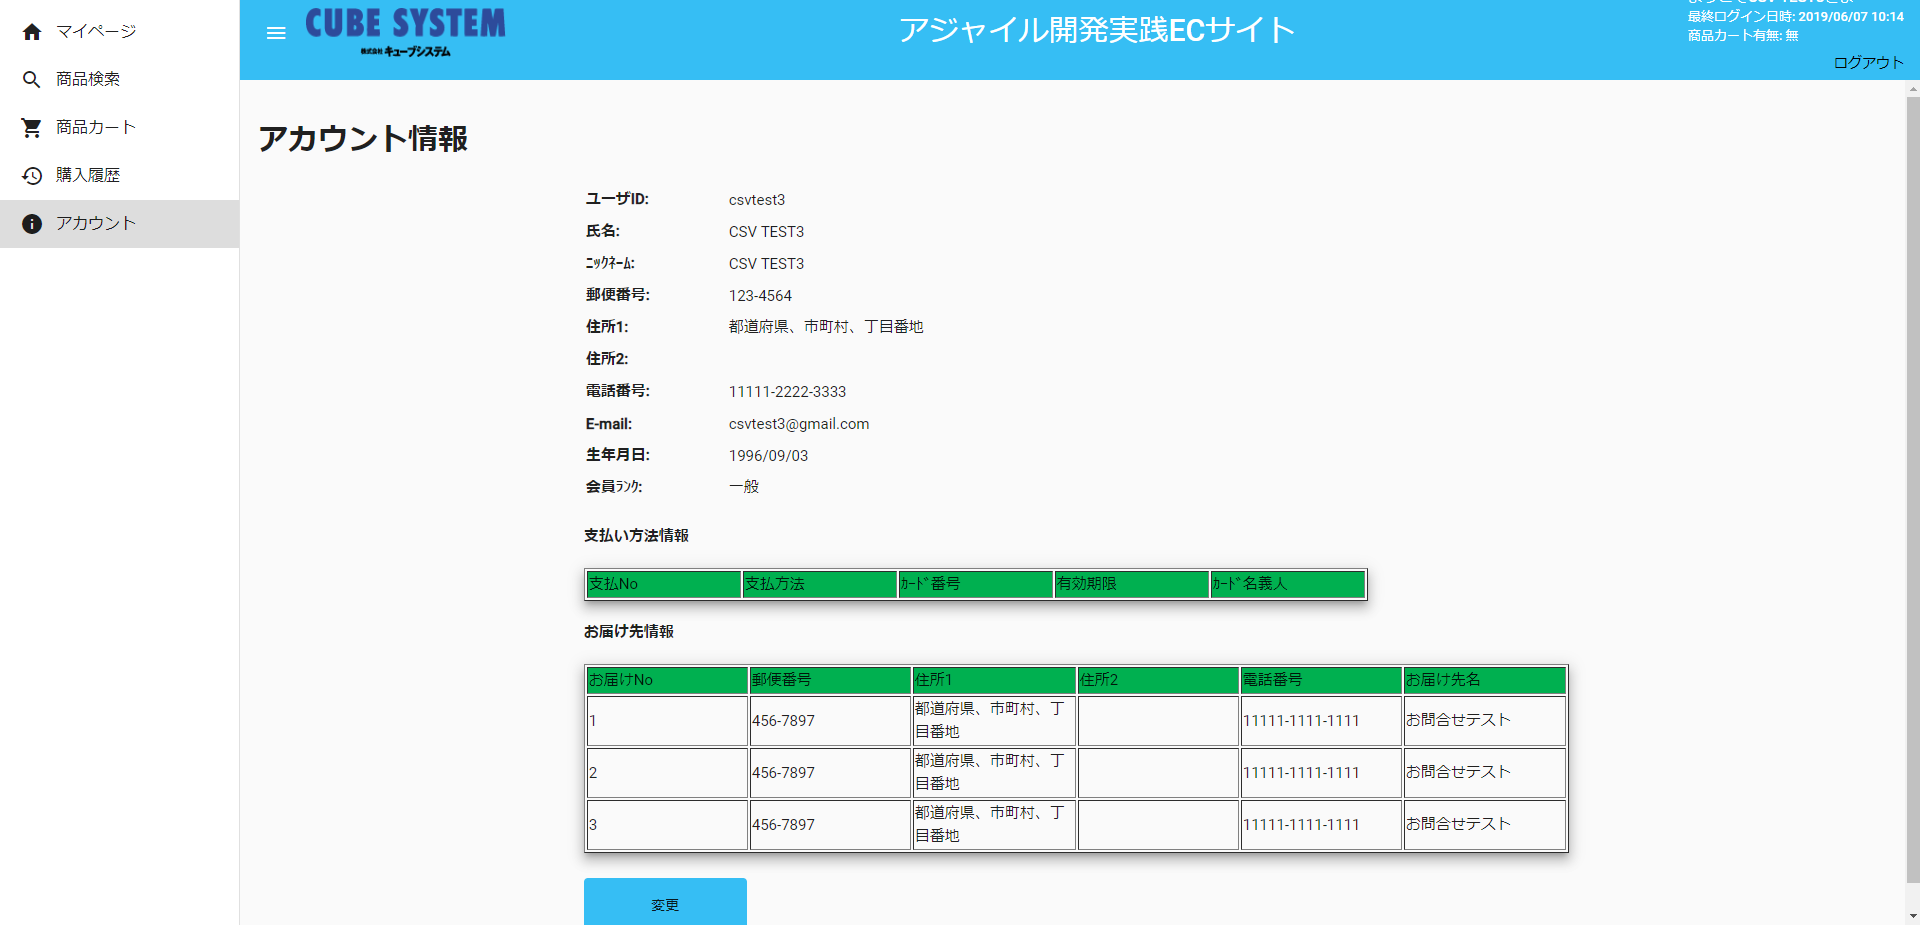 マイページ
商品検索
商品カート
購入履歴
アカウント
CUBE SYSTEM
株式会社 キューブシステム
アジャイル開発実践ECサイト
最終ログイン日時: 2019/06/07 10:14
商品カート有無: 無
ログアウト
アカウント情報
ユーザID: csvtest3
氏名: CSV TEST3
ﾆｯｸﾈｰﾑ: CSV TEST3
郵便番号: 123-4564
住所1: 都道府県、市町村、丁目番地
住所2:
電話番号: 11111-2222-3333
E-mail: csvtest3@gmail.com
生年月日: 1996/09/03
会員ﾗﾝｸ: 一般
支払い方法情報
支払No 支払方法 ｶｰﾄﾞ番号 有効期限 ｶｰﾄﾞ名義人
お届け先情報
お届けNo 郵便番号 住所1 住所2 電話番号 お届け先名
1 456-7897 都道府県、市町村、丁目番地 11111-1111-1111 お問合せテスト
2 456-7897 都道府県、市町村、丁目番地 11111-1111-1111 お問合せテスト
3 456-7897 都道府県、市町村、丁目番地 11111-1111-1111 お問合せテスト
変更